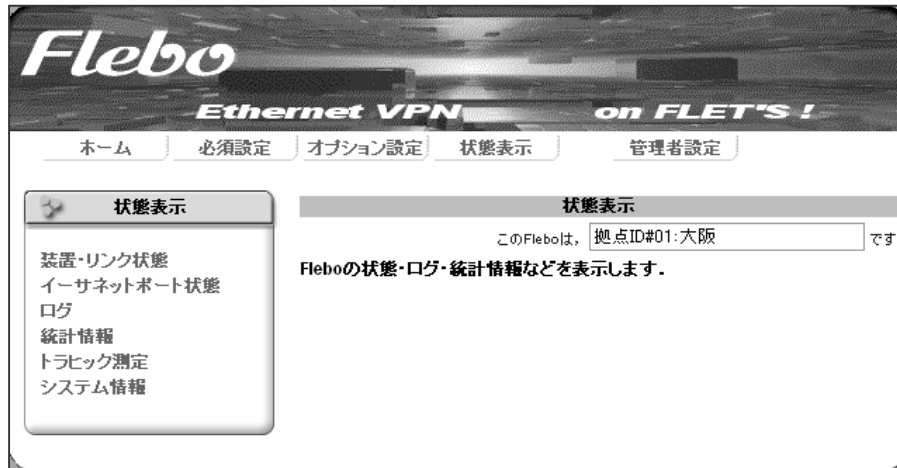 Flebo
Ethernet VPN on FLET'S !
ホーム 必須設定 オプション設定 状態表示 管理者設定
状態表示
装置・リンク状態
イーサネットポート状態
ログ
統計情報
トラヒック測定
システム情報
状態表示
このFleboは, 拠点ID#01:大阪 です
Fleboの状態・ログ・統計情報などを表示します.